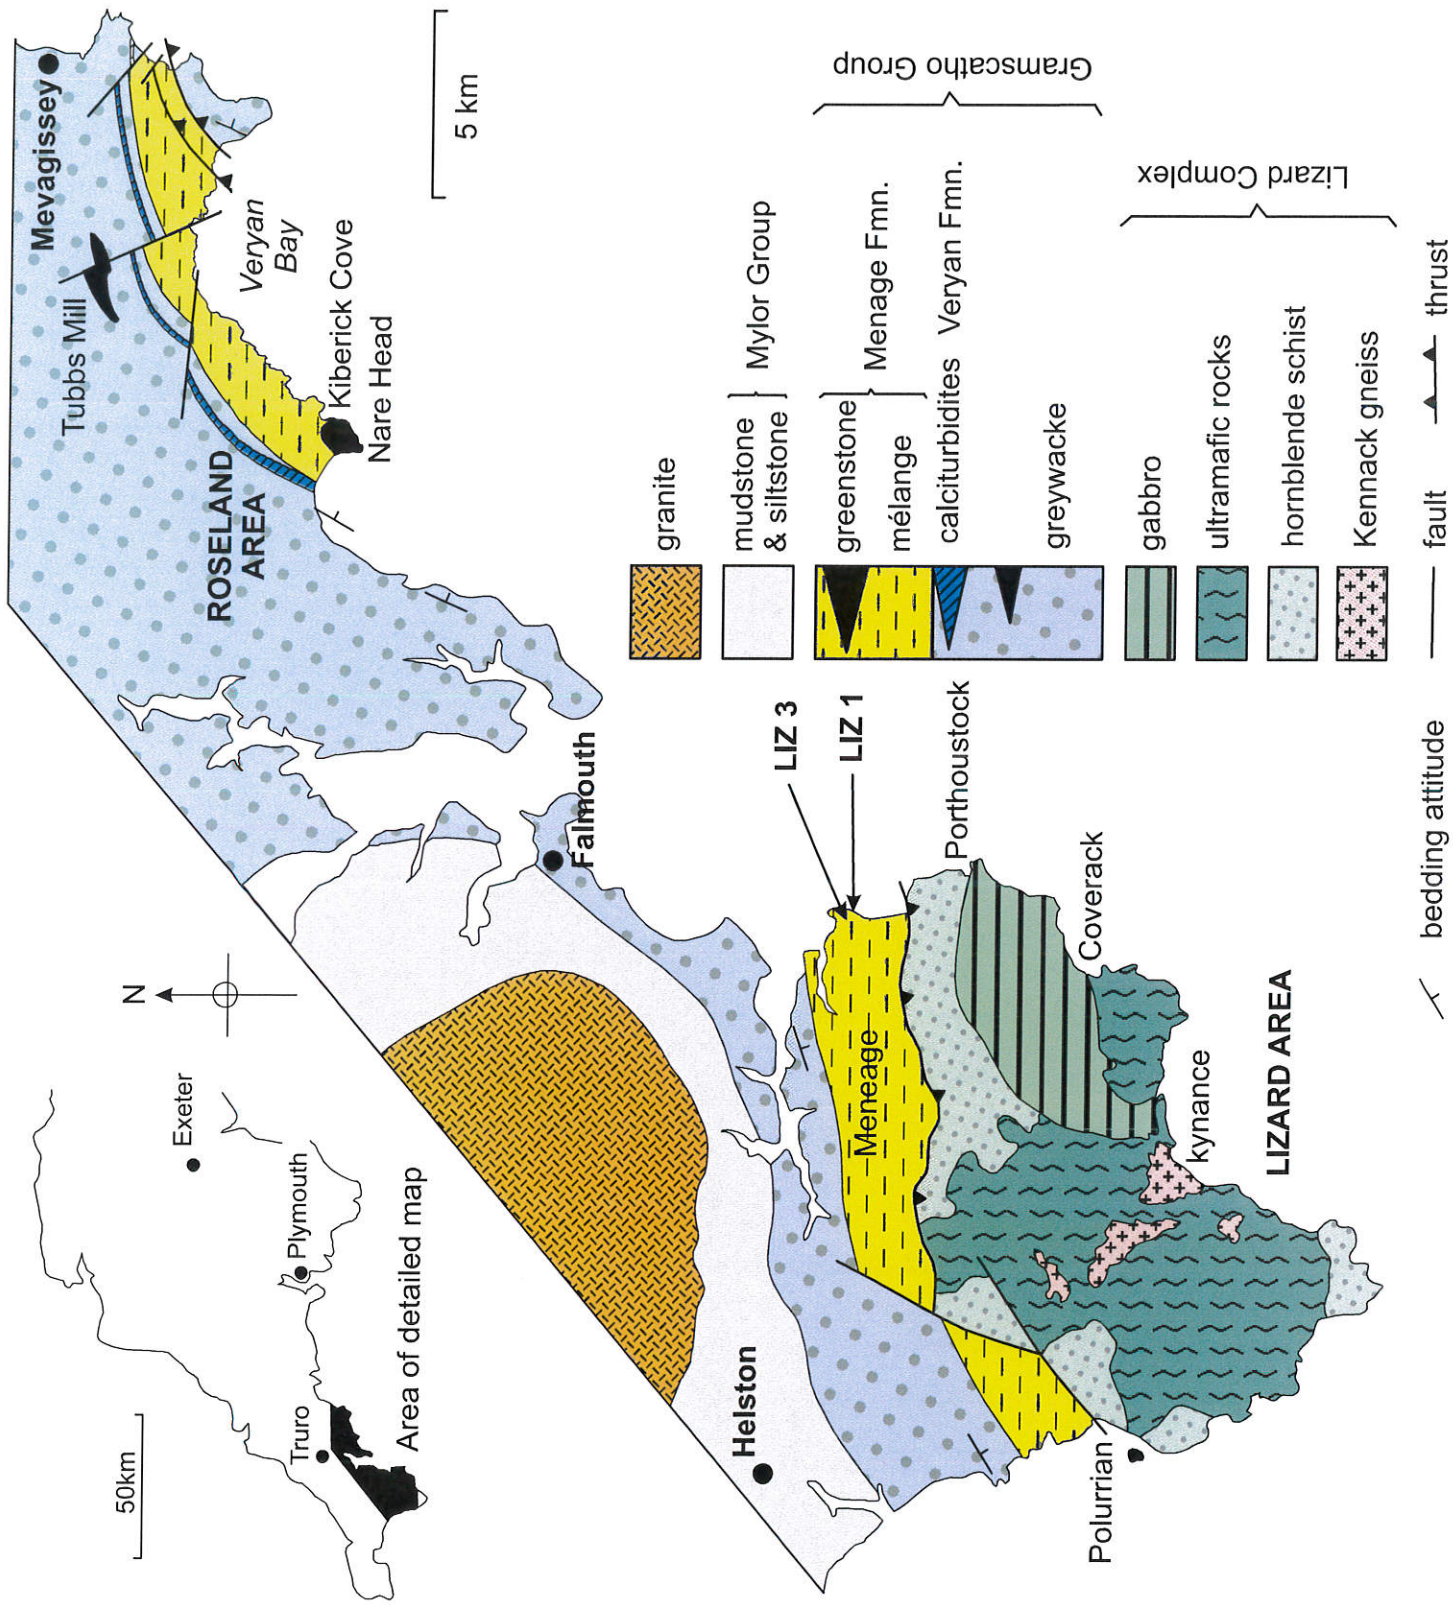 Mevagissey
Tubbs Mill
Veryan
Bay
Kiberick Cove
Nare Head
ROSELAND
AREA
5 km
N
Exeter
Plymouth
Truro
50km
Area of detailed map
Falmouth
Helston
LIZ 3
LIZ 1
Porthoustock
Meneage
Coverack
kynance
LIZARD AREA
Polurrian
granite
mudstone
& siltstone
Mylor Group
greenstone
mélange
Menage Fmn.
calciturbidites
Veryan Fmn.
greywacke
Gramscatho Group
gabbro
ultramafic rocks
hornblende schist
Kennack gneiss
Lizard Complex
bedding attitude
fault
thrust